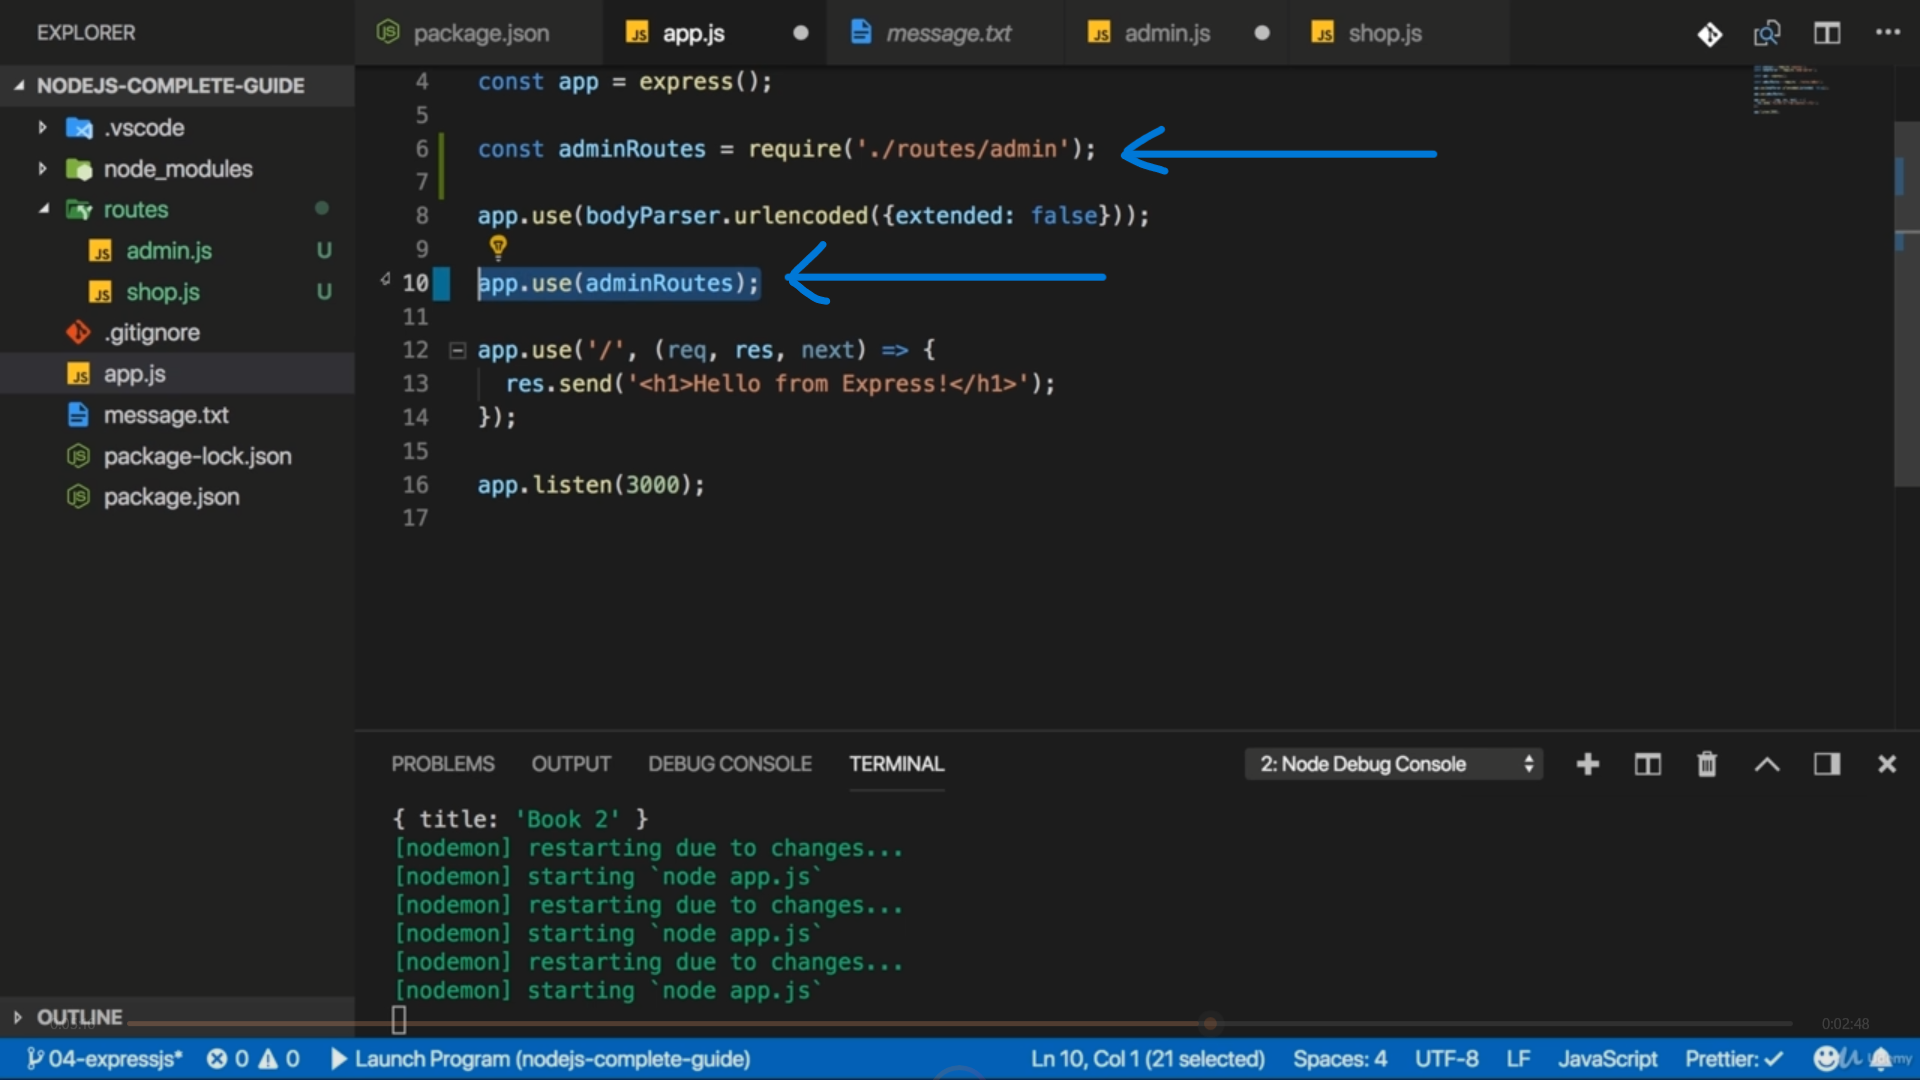 EXPLORER
package.json
app.js
message.txt
admin.js
shop.js
NODEJS-COMPLETE-GUIDE
.vscode
node_modules
routes
admin.js U
shop.js U
.gitignore
app.js
message.txt
package-lock.json
package.json
OUTLINE
4 const app = express();
5
6 const adminRoutes = require('./routes/admin');
7
8 app.use(bodyParser.urlencoded({extended: false}));
9
10 app.use(adminRoutes);
11
12 app.use('/', (req, res, next) => {
13 res.send('<h1>Hello from Express!</h1>');
14 });
15
16 app.listen(3000);
17
PROBLEMS OUTPUT DEBUG CONSOLE TERMINAL 2: Node Debug Console
{ title: 'Book 2' }
[nodemon] restarting due to changes...
[nodemon] starting `node app.js`
[nodemon] restarting due to changes...
[nodemon] starting `node app.js`
[nodemon] restarting due to changes...
[nodemon] starting `node app.js`
0:02:48
04-expressjs* 0 0 Launch Program (nodejs-complete-guide) Ln 10, Col 1 (21 selected) Spaces: 4 UTF-8 LF JavaScript Prettier: ✓